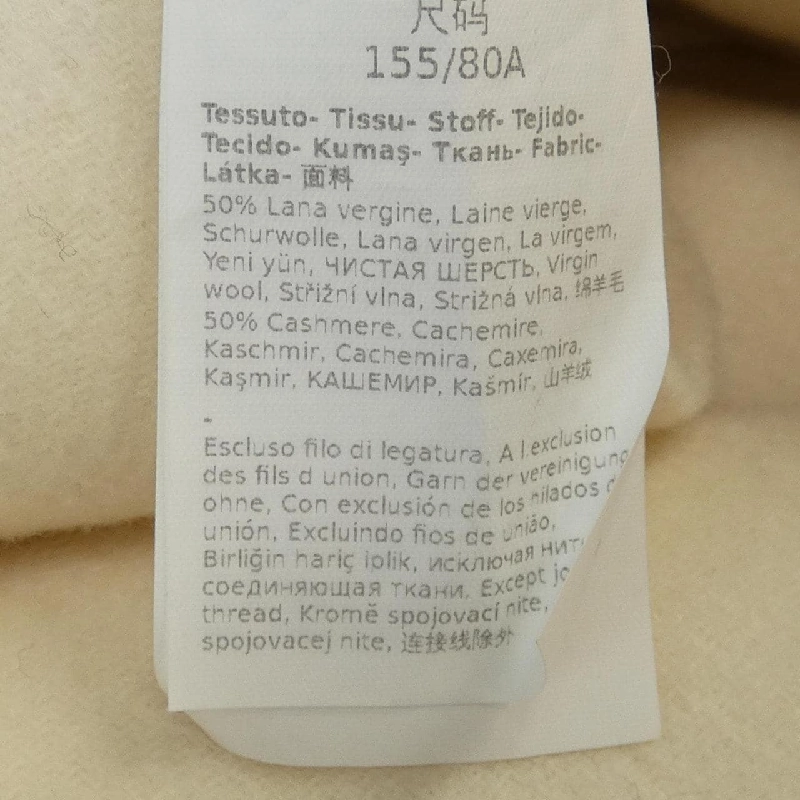 尺码
155/80A
Tessuto- Tissu- Stoff- Tejido-
Tecido- Kumaş- Ткань- Fabric-
Látka- 面料
50% Lana vergine, Laine vierge,
Schurwolle, Lana virgen, La virgem,
Yeni yün, ЧИСТАЯ ШЕРСТЬ, Virgin
wool, Střižní vlna, Strižná vlna, 绵羊毛
50% Cashmere, Cachemire,
Kaschmir, Cachemira, Caxemira,
Kaşmir, КАШЕМИР, Kašmír, 山羊绒
-
Escluso filo di legatura, A l.exclusion
des fils d union, Garn der vereinigung
ohne, Con exclusión de los hilados
unión, Excluindo fios de união,
Birliğin hariç iplik, исключая
соединяющая ткани, Except
thread, Kromě spojovací nite,
spojovacej nite, 连接线除外